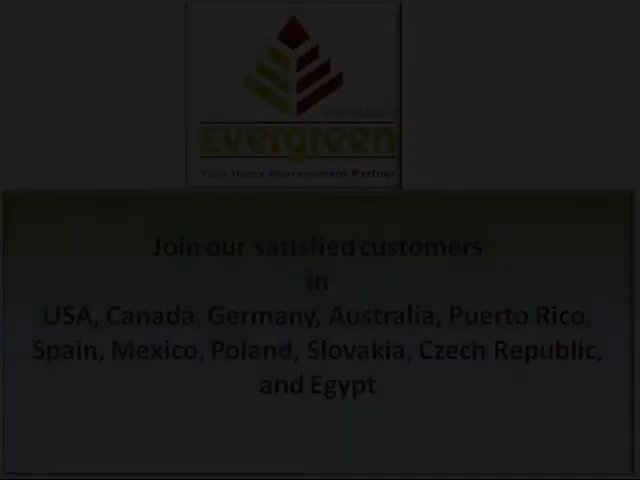 Evergreen
Your Home Improvement Partner
Join our satisfied customers
in
USA, Canada, Germany, Australia, Puerto Rico,
Spain, Mexico, Poland, Slovakia, Czech Republic,
and Egypt